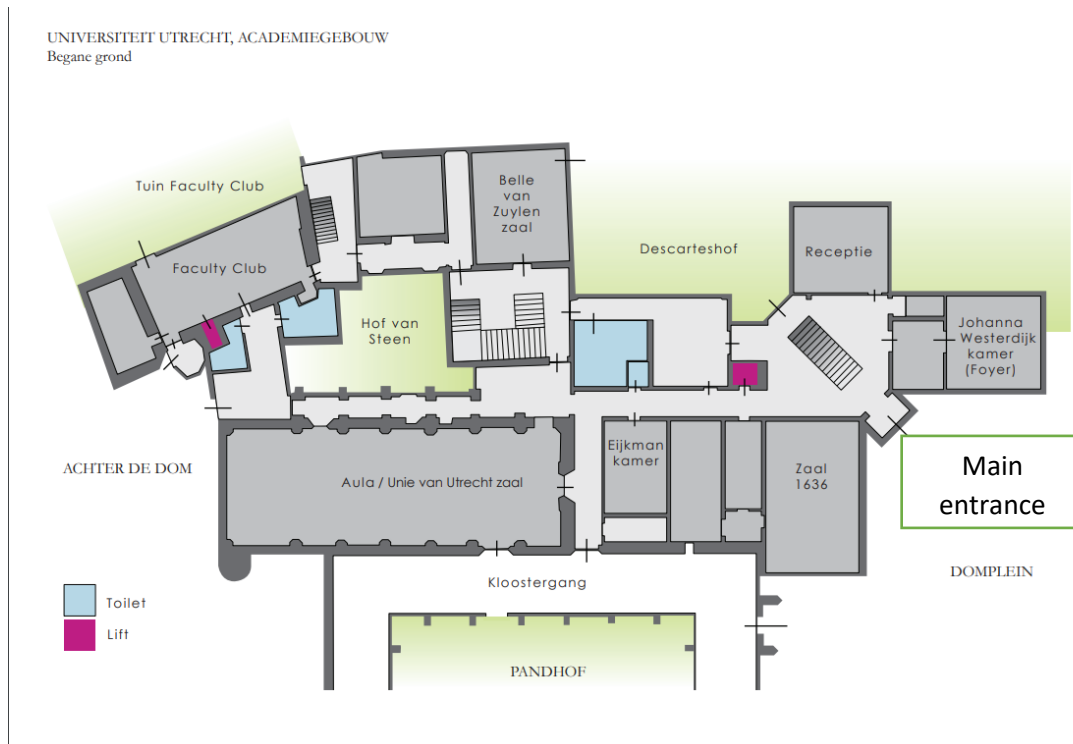 UNIVERSITEIT UTRECHT, ACADEMIEGEBOUW
Begane grond
Tuin Faculty Club
Faculty Club
Belle
van
Zuylen
zaal
Descarteshof
Receptie
Hof van
Steen
Johanna
Westerdijk
kamer
(Foyer)
ACHTER DE DOM
Aula / Unie van Utrecht zaal
Eijkman
kamer
Zaal
1636
Main
entrance
Kloostergang
DOMPLEIN
Toilet
Lift
PANDHOF